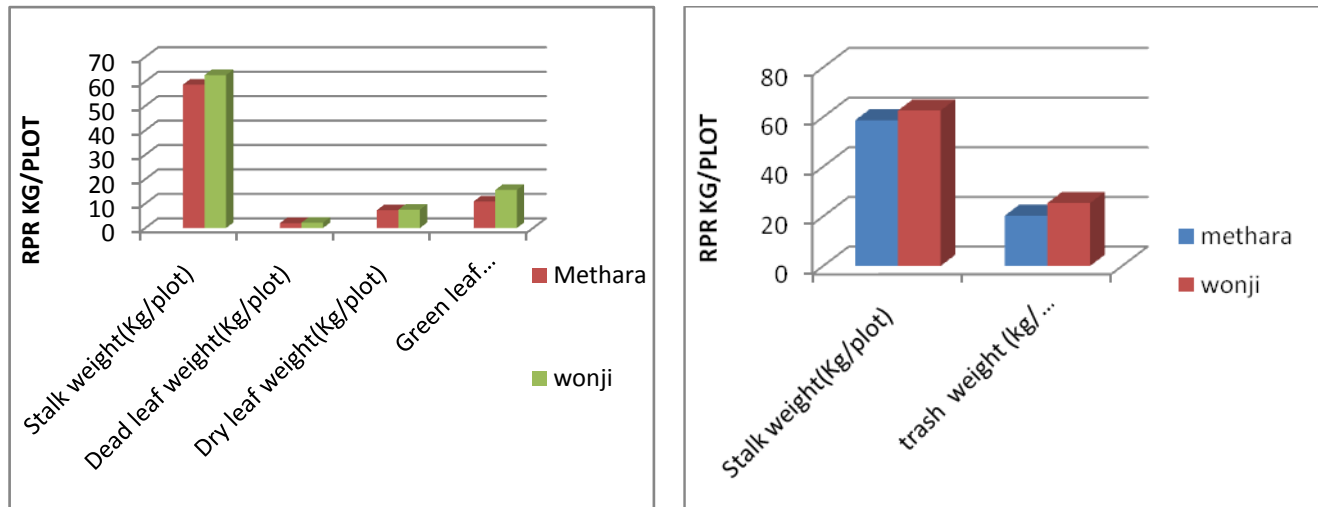 RPR KG/PLOT
70
60
50
40
30
20
10
0
Stalk weight(Kg/plot)
Dead leaf weight(Kg/plot)
Dry leaf weight(Kg/plot)
Green leaf...
Methara
wonji
RPR KG/PLOT
80
60
40
20
0
Stalk weight(Kg/plot)
trash weight (kg/...
methara
wonji